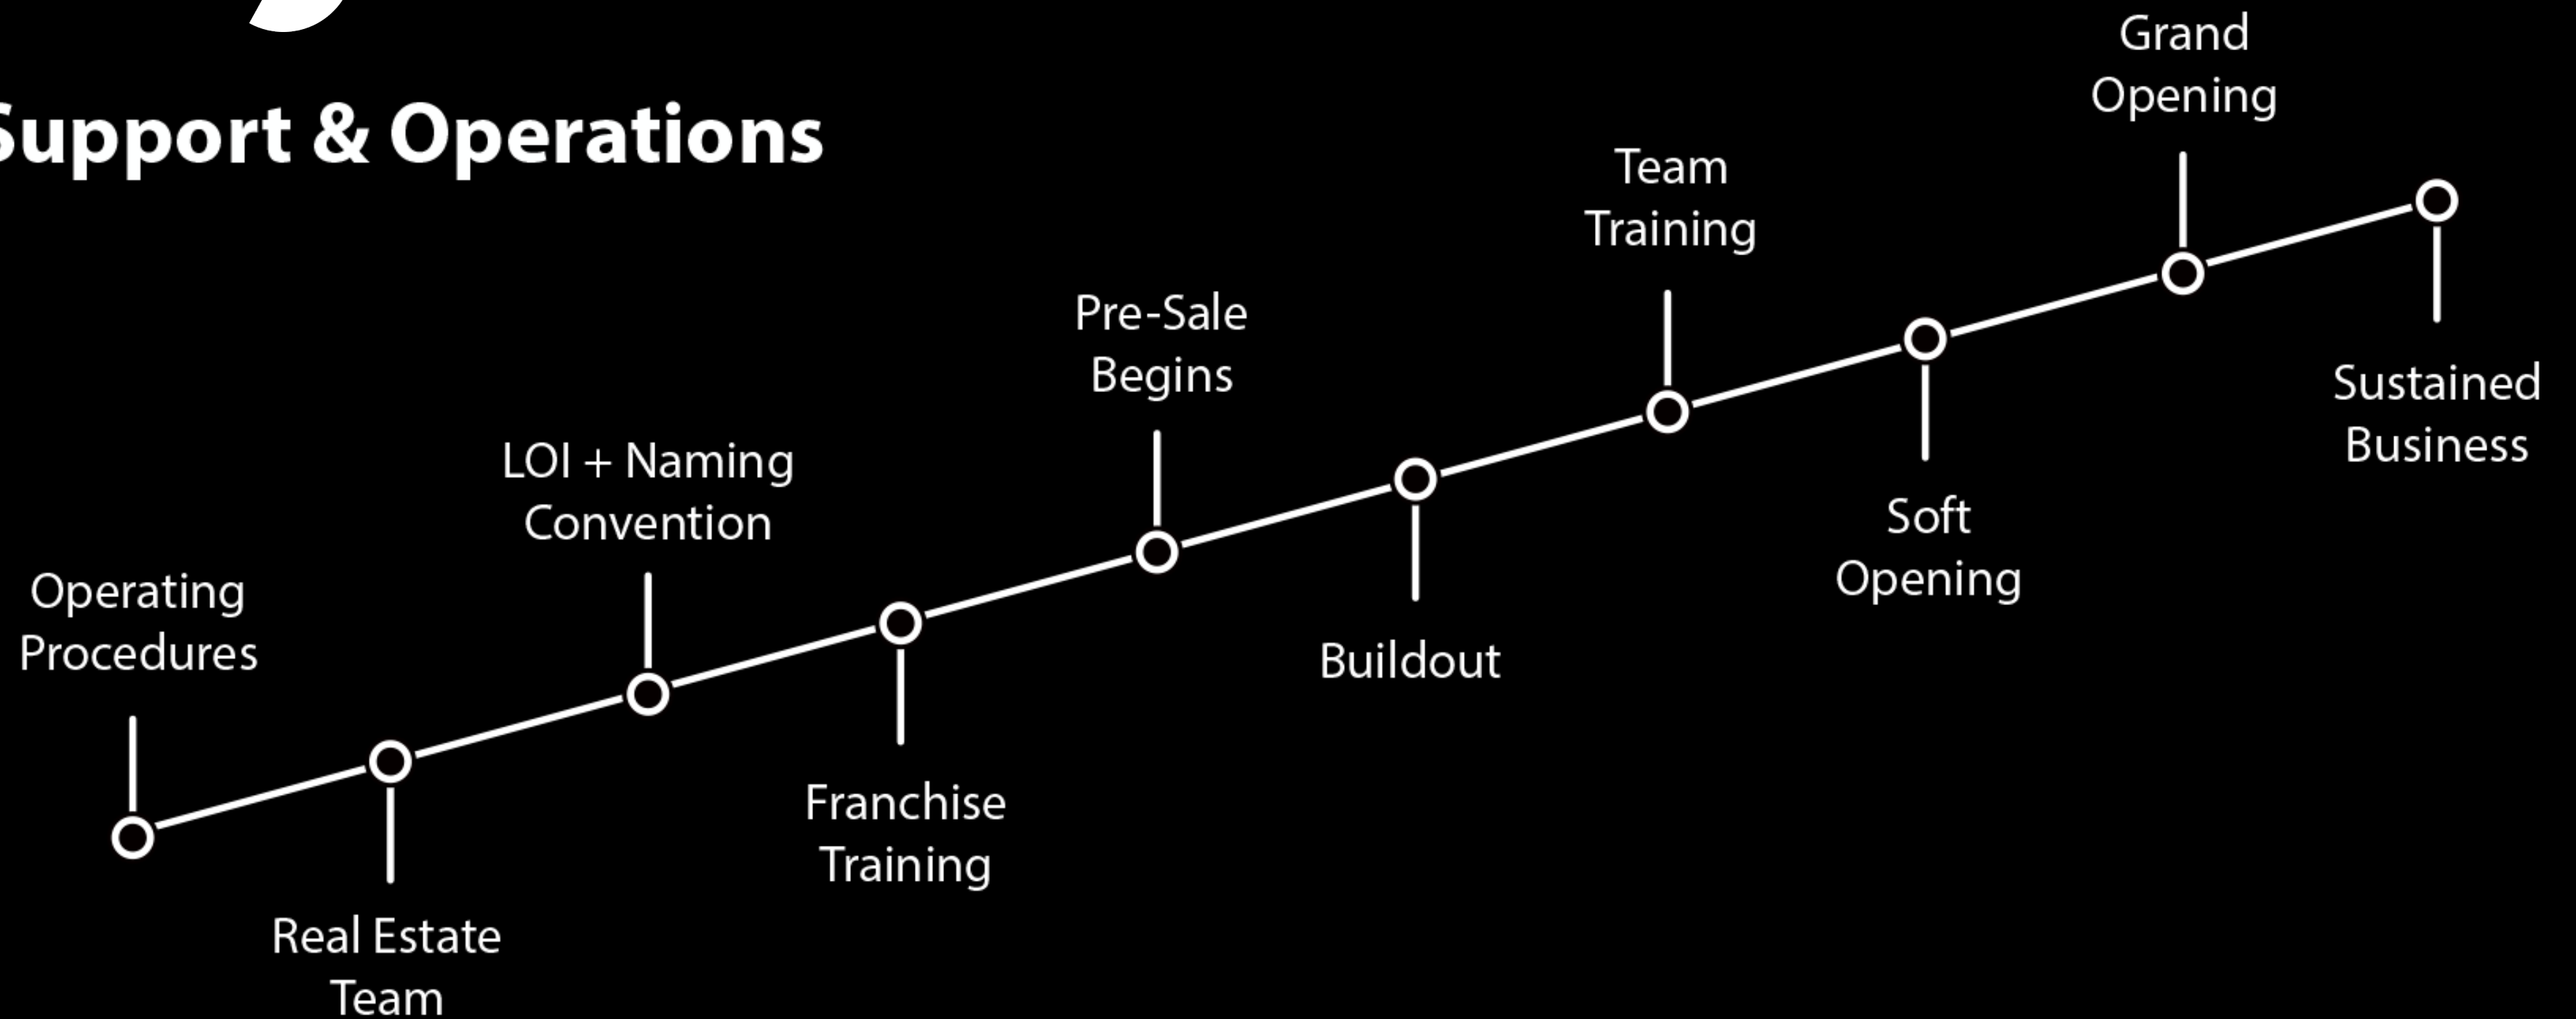 Support & Operations
Operating
Procedures
Real Estate
Team
LOI + Naming
Convention
Franchise
Training
Pre-Sale
Begins
Buildout
Team
Training
Soft
Opening
Grand
Opening
Sustained
Business